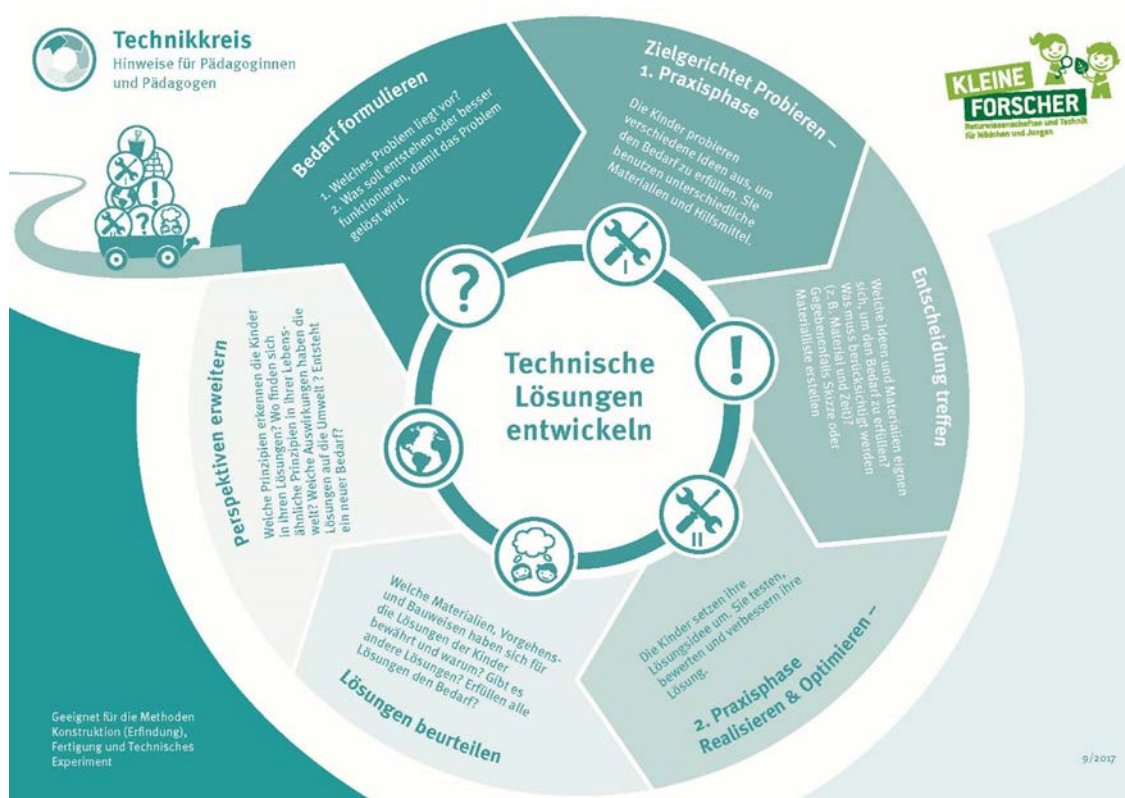 Technikkreis
Hinweise für Pädagoginnen
und Pädagogen
KLEINE
FORSCHER
Naturwissenschaften und Technik
für Mädchen und Jungen
Bedarf formulieren
1. Welches Problem liegt vor?
2. Was soll entstehen oder besser
funktionieren, damit das Problem
gelöst wird.
Zielgerichtet Probieren –
1. Praxisphase
Die Kinder probieren
verschiedene Ideen aus, um
den Bedarf zu erfüllen. Sie
benutzen unterschiedliche
Materialien und Hilfsmittel.
Entscheidung treffen
Welche Ideen und Materialien eignen
sich, um den Bedarf zu erfüllen?
Was muss berücksichtigt werden
(z. B. Material und Zeit)?
Gegebenenfalls Skizze oder
Materialliste erstellen
Die Kinder setzen ihre
Lösungsidee um. Sie testen,
bewerten und verbessern ihre
Lösung.
2. Praxisphase
Realisieren & Optimieren –
Welche Materialien, Vorgehens-
und Bauweisen haben sich für
die Lösungen der Kinder
bewährt und warum? Gibt es
andere Lösungen? Erfüllen alle
Lösungen den Bedarf?
Lösungen beurteilen
Perspektiven erweitern
Welche Prinzipien erkennen die Kinder
in ihren Lösungen? Wo finden sich
ähnliche Prinzipien in ihrer Lebens-
welt? Welche Auswirkungen haben die
Lösungen auf die Umwelt? Entsteht
ein neuer Bedarf?
?
I
!
II
Technische
Lösungen
entwickeln
Geeignet für die Methoden
Konstruktion (Erfindung),
Fertigung und Technisches
Experiment
9/2017